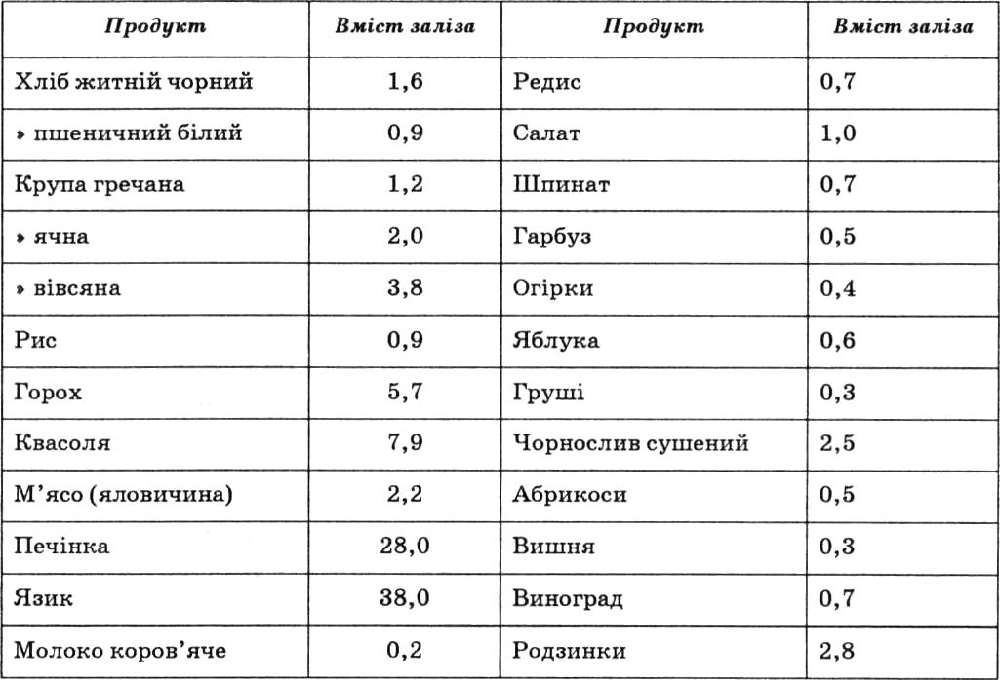 Продукт Вміст заліза Продукт Вміст заліза
Хліб житній чорний 1,6 Редис 0,7
» пшеничний білий 0,9 Салат 1,0
Крупа гречана 1,2 Шпинат 0,7
» ячна 2,0 Гарбуз 0,5
» вівсяна 3,8 Огірки 0,4
Рис 0,9 Яблука 0,6
Горох 5,7 Груші 0,3
Квасоля 7,9 Чорнослив сушений 2,5
М’ясо (яловичина) 2,2 Абрикоси 0,5
Печінка 28,0 Вишня 0,3
Язик 38,0 Виноград 0,7
Молоко коров’яче 0,2 Родзинки 2,8